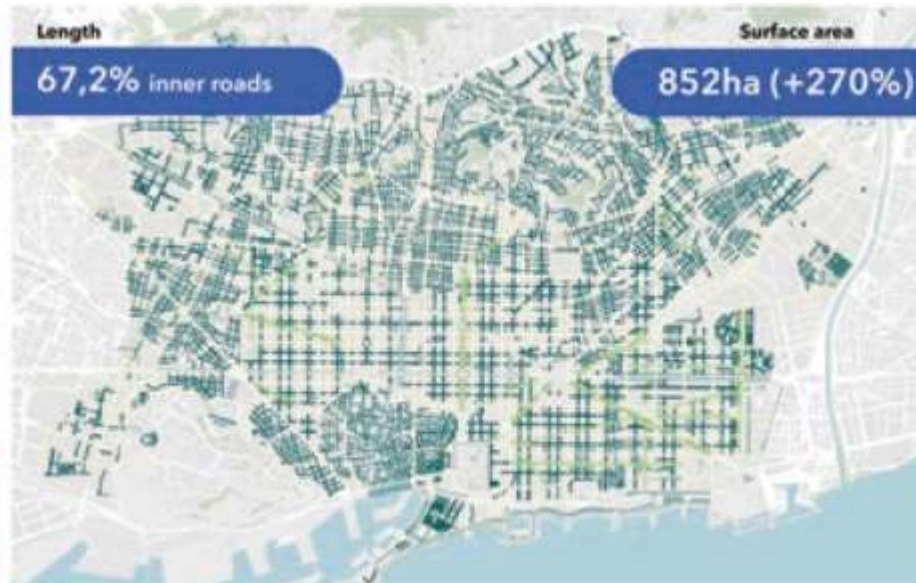 Length
67,2% inner roads
Surface area
852ha (+270%)